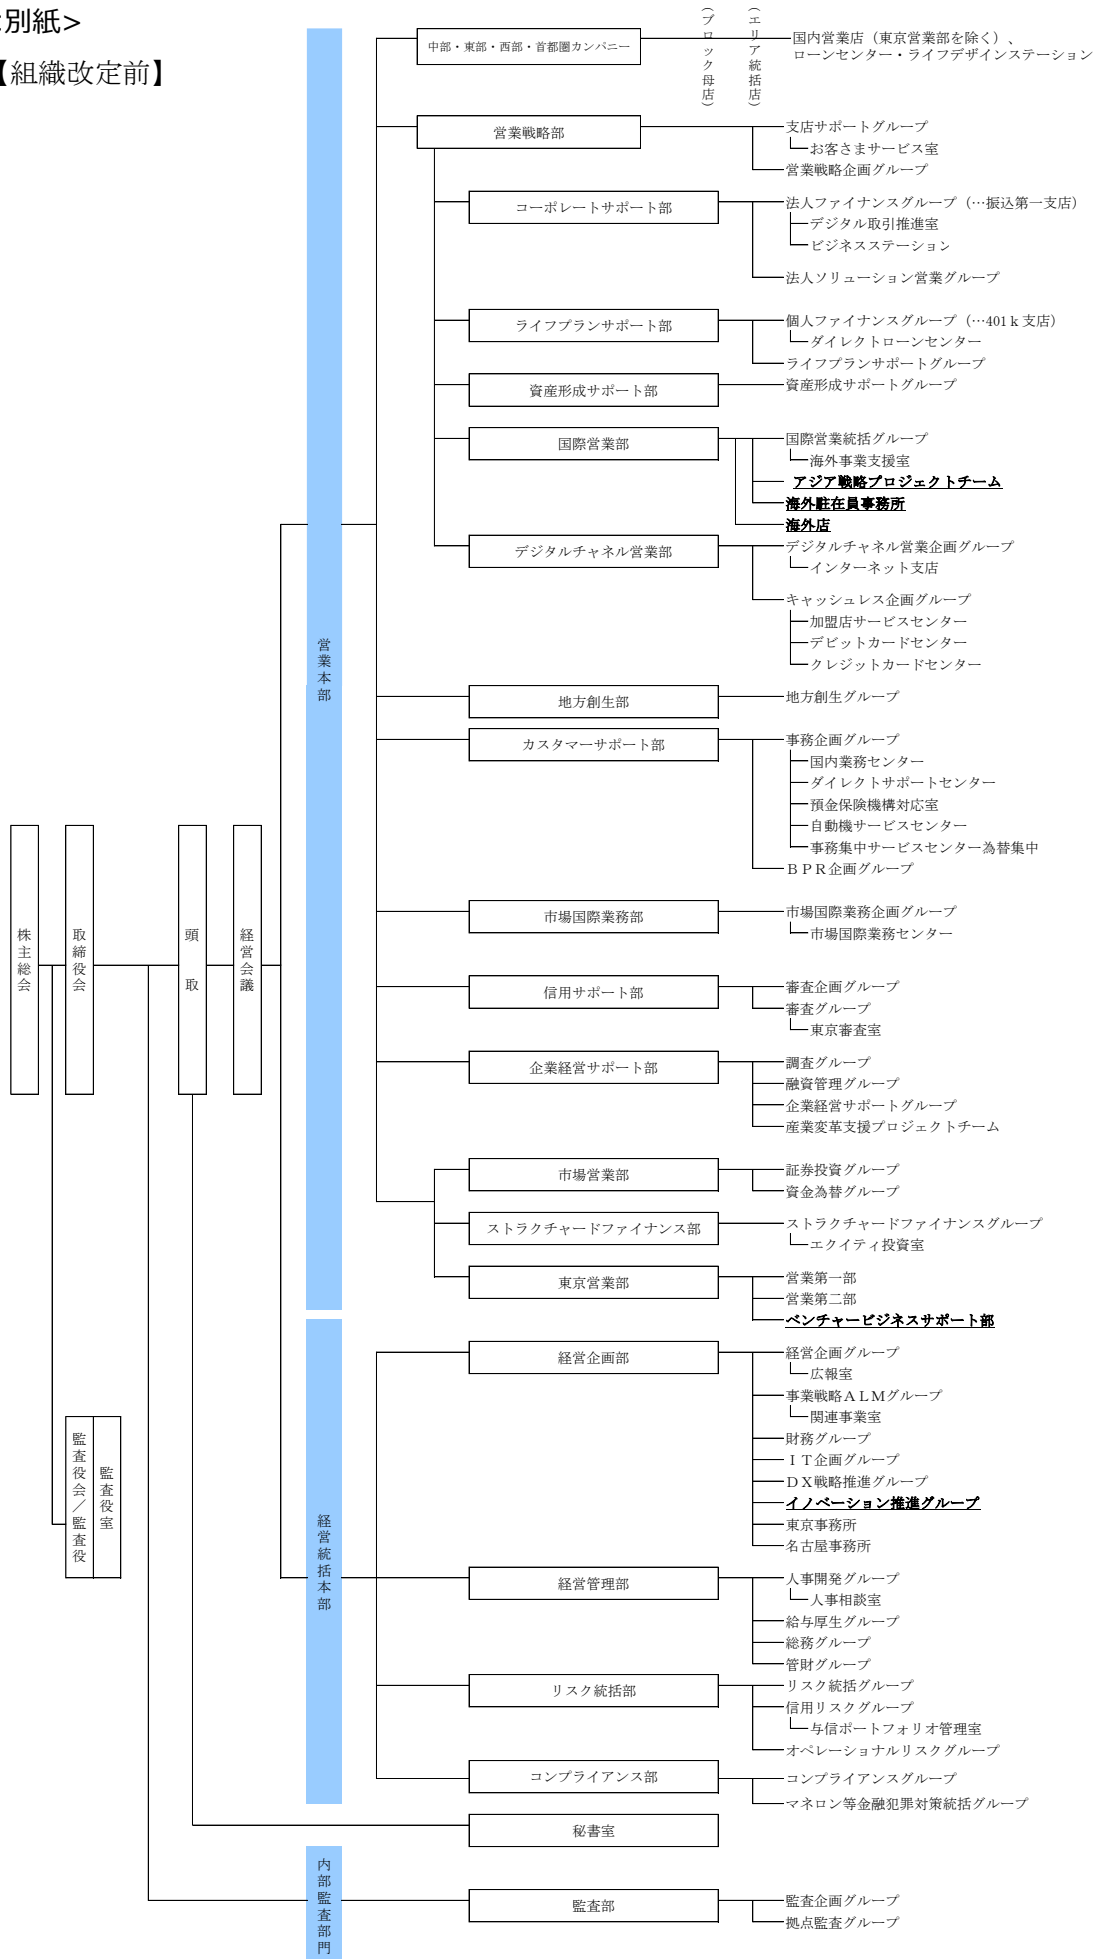 別紙>
【組織改定前】
(ブロック母店)
(エリア統括店)
中部・東部・西部・首都圏カンパニー
国内営業店（東京営業部を除く）、
ローンセンター・ライフデザインステーション
営業戦略部
支店サポートグループ
お客さまサービス室
営業戦略企画グループ
コーポレートサポート部
法人ファイナンスグループ（…振込第一支店）
デジタル取引推進室
ビジネスステーション
法人ソリューション営業グループ
ライフプランサポート部
個人ファイナンスグループ（…401ｋ支店）
ダイレクトローンセンター
ライフプランサポートグループ
資産形成サポート部
資産形成サポートグループ
国際営業部
国際営業統括グループ
海外事業支援室
アジア戦略プロジェクトチーム
海外駐在員事務所
海外店
デジタルチャネル営業部
デジタルチャネル営業企画グループ
インターネット支店
キャッシュレス企画グループ
加盟店サービスセンター
デビットカードセンター
クレジットカードセンター
営業本部
地方創生部
地方創生グループ
カスタマーサポート部
事務企画グループ
国内業務センター
ダイレクトサポートセンター
預金保険機構対応室
自動機サービスセンター
事務集中サービスセンター為替集中
ＢＰＲ企画グループ
市場国際業務部
市場国際業務企画グループ
市場国際業務センター
株主総会
取締役会
頭取
経営会議
信用サポート部
審査企画グループ
審査グループ
東京審査室
企業経営サポート部
調査グループ
融資管理グループ
企業経営サポートグループ
産業変革支援プロジェクトチーム
市場営業部
証券投資グループ
資金為替グループ
ストラクチャードファイナンス部
ストラクチャードファイナンスグループ
エクイティ投資室
東京営業部
営業第一部
営業第二部
ベンチャービジネスサポート部
経営企画部
経営企画グループ
広報室
事業戦略ＡＬＭグループ
関連事業室
財務グループ
ＩＴ企画グループ
ＤＸ戦略推進グループ
イノベーション推進グループ
東京事務所
名古屋事務所
監査役会／監査役
監査役室
経営統括本部
経営管理部
人事開発グループ
人事相談室
給与厚生グループ
総務グループ
管財グループ
リスク統括部
リスク統括グループ
信用リスクグループ
与信ポートフォリオ管理室
オペレーショナルリスクグループ
コンプライアンス部
コンプライアンスグループ
マネロン等金融犯罪対策統括グループ
秘書室
内部監査部門
監査部
監査企画グループ
拠点監査グループ